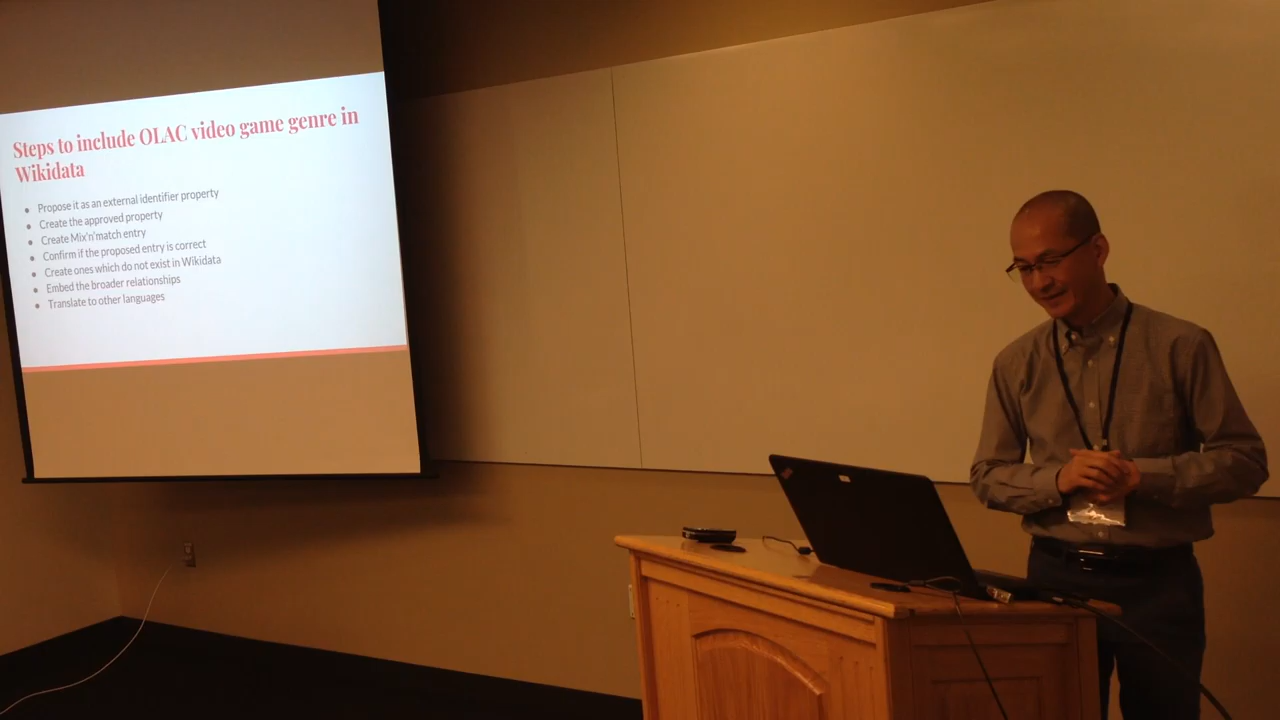 Steps to include OLAC video game genre in
Wikidata
● Propose it as an external identifier property
● Create the approved property
● Create Mix'n'match entry
● Confirm if the proposed entry is correct
● Create ones which do not exist in Wikidata
● Embed the broader relationships
● Translate to other languages